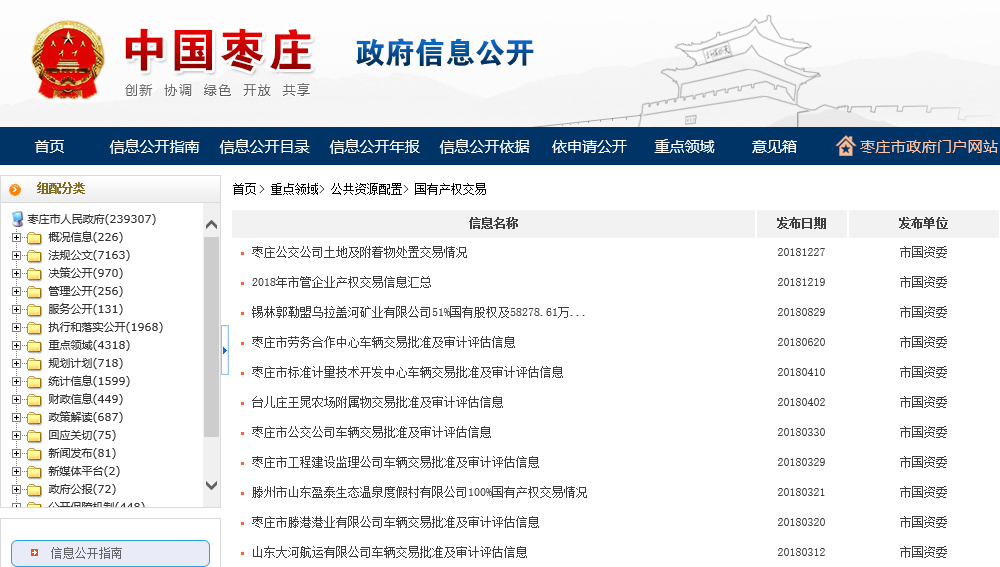 中国枣庄
政府信息公开
创新 协调 绿色 开放 共享
首页 信息公开指南 信息公开目录 信息公开年报 信息公开依据 依申请公开 重点领域 意见箱 枣庄市政府门户网站
组配分类
枣庄市人民政府(239307)
概况信息(226)
法规公文(7163)
决策公开(970)
管理公开(256)
服务公开(131)
执行和落实公开(1968)
重点领域(4318)
规划计划(718)
统计信息(1599)
财政信息(449)
政策解读(687)
回应关切(75)
新闻发布(81)
新媒体平台(2)
政府公报(72)
公开保障机制(448)
信息公开指南
首页> 重点领域> 公共资源配置> 国有产权交易
信息名称 发布日期 发布单位
枣庄公交公司土地及附着物处置交易情况 20181227 市国资委
2018年市管企业产权交易信息汇总 20181219 市国资委
锡林郭勒盟乌拉盖河矿业有限公司51%国有股权及58278.61万... 20180829 市国资委
枣庄市劳务合作中心车辆交易批准及审计评估信息 20180620 市国资委
枣庄市标准计量技术开发中心车辆交易批准及审计评估信息 20180410 市国资委
台儿庄王晁农场附属物交易批准及审计评估信息 20180402 市国资委
枣庄市公交公司车辆交易批准及审计评估信息 20180330 市国资委
枣庄市工程建设监理公司车辆交易批准及审计评估信息 20180329 市国资委
滕州市山东盈泰生态温泉度假村有限公司100%国有产权交易情况 20180321 市国资委
枣庄市滕港港业有限公司车辆交易批准及审计评估信息 20180320 市国资委
山东大河航运有限公司车辆交易批准及审计评估信息 20180312 市国资委